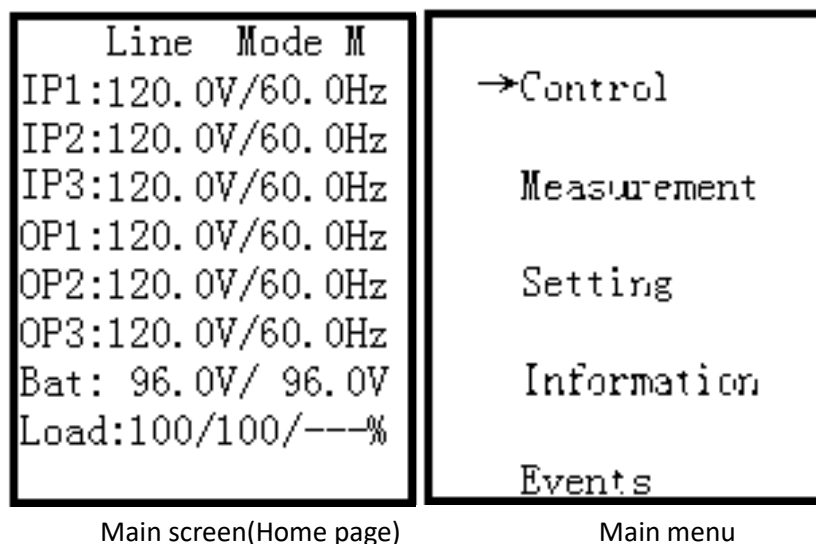 Line Mode M
IP1:120.0V/60.0Hz
IP2:120.0V/60.0Hz
IP3:120.0V/60.0Hz
OP1:120.0V/60.0Hz
OP2:120.0V/60.0Hz
OP3:120.0V/60.0Hz
Bat: 96.0V/ 96.0V
Load:100/100/---%
Main screen(Home page)
→Control
Measurement
Setting
Information
Events
Main menu